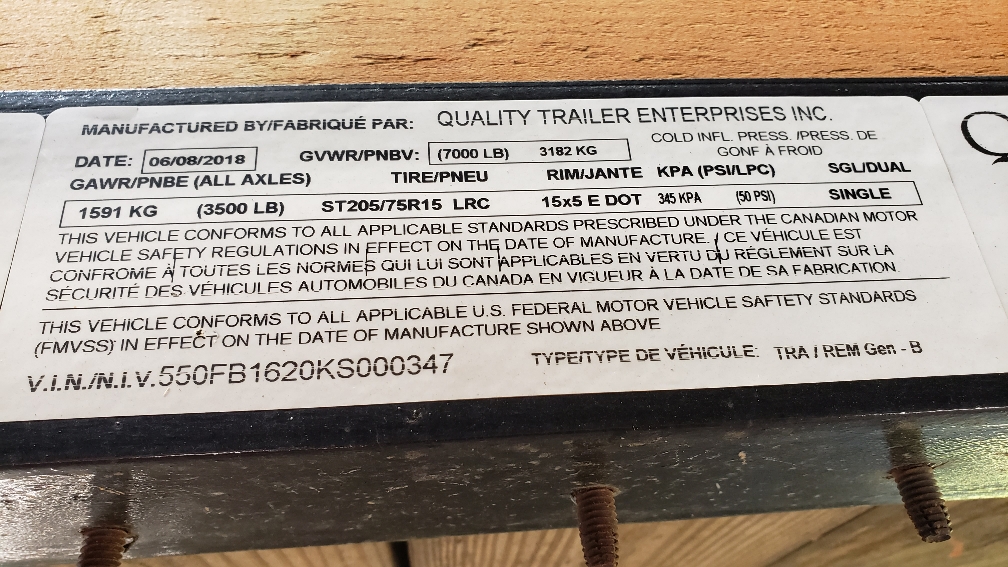 MANUFACTURED BY/FABRIQUÉ PAR: QUALITY TRAILER ENTERPRISES INC.
DATE: 06/08/2018 GVWR/PNBV: (7000 LB) 3182 KG COLD INFL. PRESS. /PRESS. DE
GONF À FROID
GAWR/PNBE (ALL AXLES) TIRE/PNEU RIM/JANTE KPA (PSI/LPC) SGL/DUAL
1591 KG (3500 LB) ST205/75R15 LRC 15x5 E DOT 345 KPA (50 PSI) SINGLE
THIS VEHICLE CONFORMS TO ALL APPLICABLE STANDARDS PRESCRIBED UNDER THE CANADIAN MOTOR
VEHICLE SAFETY REGULATIONS IN EFFECT ON THE DATE OF MANUFACTURE. / CE VÉHICULE EST
CONFROME À TOUTES LES NORMES QUI LUI SONT APPLICABLES EN VERTU DU RÉGLEMENT SUR LA
SÉCURITÉ DES VÉHICULES AUTOMOBILES DU CANADA EN VIGUEUR À LA DATE DE SA FABRICATION.
THIS VEHICLE CONFORMS TO ALL APPLICABLE U.S. FEDERAL MOTOR VEHICLE SAFTETY STANDARDS
(FMVSS) IN EFFECT ON THE DATE OF MANUFACTURE SHOWN ABOVE
V.I.N./N.I.V.550FB1620KS000347 TYPE/TYPE DE VÉHICULE: TRA / REM Gen - B
Q